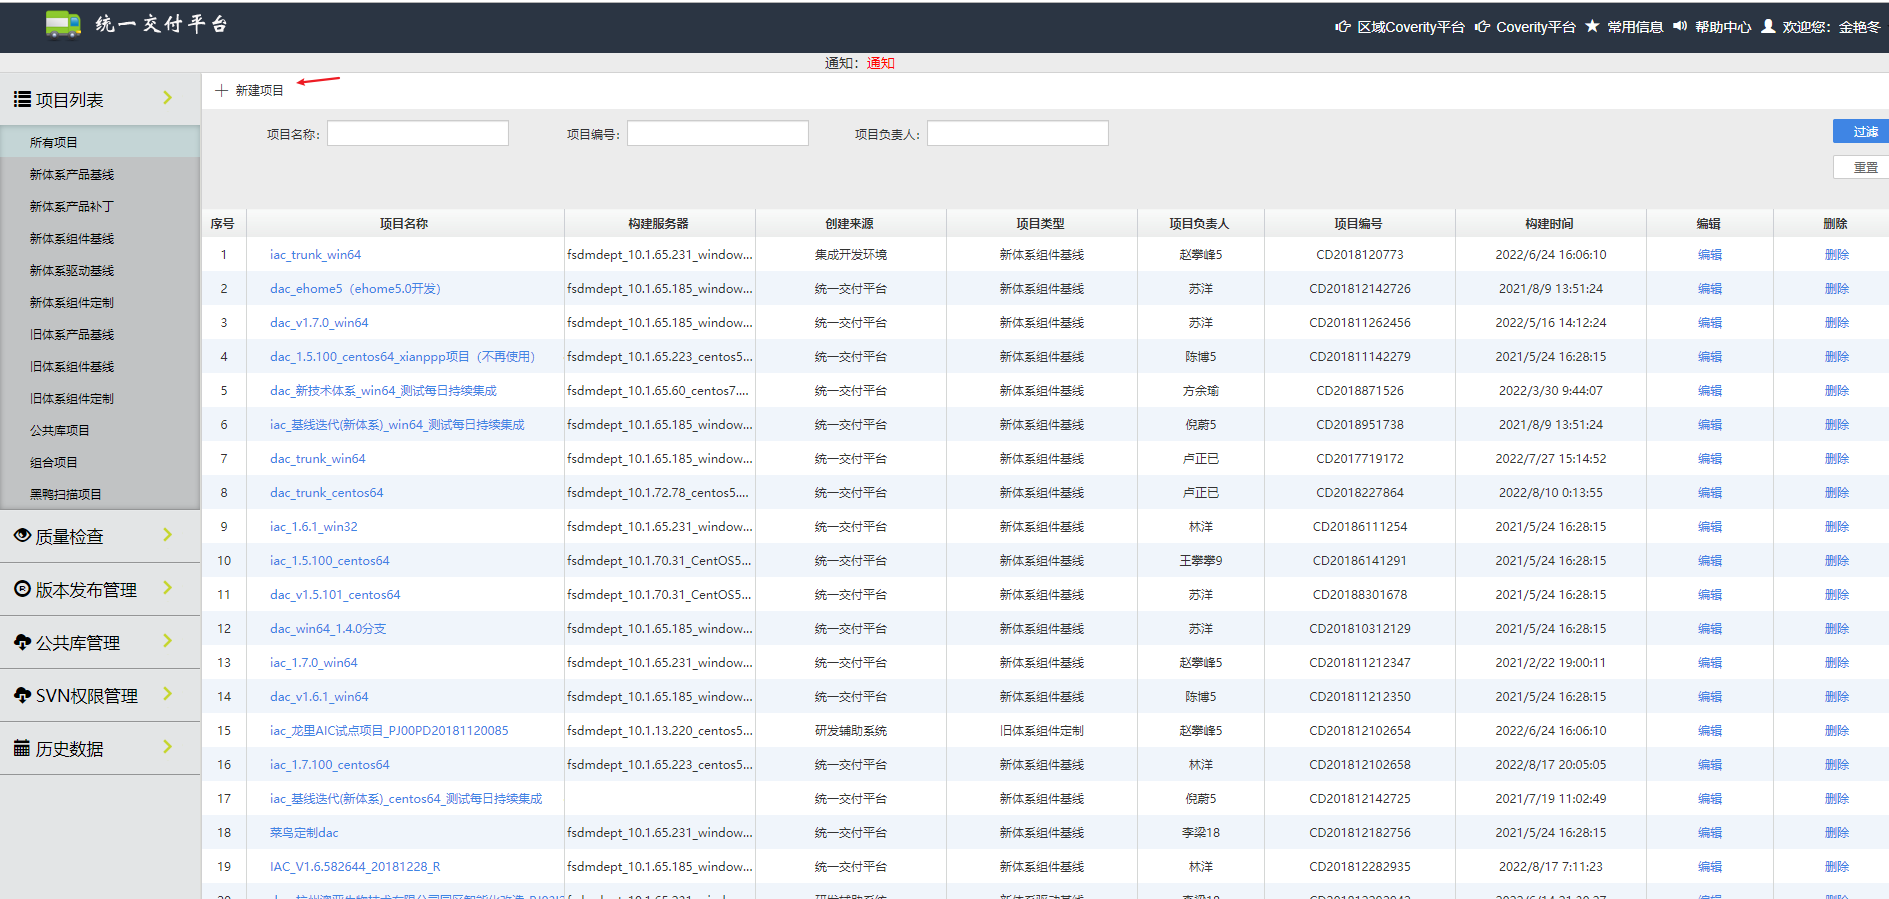 统一交付平台
区域Coverity平台 Coverity平台 常用信息 帮助中心 欢迎您：金艳冬
通知：通知
项目列表
所有项目
新体系产品基线
新体系产品补丁
新体系组件基线
新体系驱动基线
新体系组件定制
旧体系产品基线
旧体系组件基线
旧体系组件定制
公共库项目
组合项目
黑鸭扫描项目
质量检查
版本发布管理
公共库管理
SVN权限管理
历史数据
新建项目
项目名称： 项目编号： 项目负责人： 过滤
重置
序号 项目名称 构建服务器 创建来源 项目类型 项目负责人 项目编号 构建时间 编辑 删除
1 iac_trunk_win64 fsdmdept_10.1.65.231_window... 集成开发环境 新体系组件基线 赵攀峰5 CD2018120773 2022/6/24 16:06:10 编辑 删除
2 dac_ehome5（ehome5.0开发） fsdmdept_10.1.65.185_window... 统一交付平台 新体系组件基线 苏洋 CD201812142726 2021/8/9 13:51:24 编辑 删除
3 dac_v1.7.0_win64 fsdmdept_10.1.65.185_window... 统一交付平台 新体系组件基线 苏洋 CD201811262456 2022/5/16 14:12:24 编辑 删除
4 dac_1.5.100_centos64_xianppp项目（不再使用） fsdmdept_10.1.65.223_centos5... 统一交付平台 新体系组件基线 陈博5 CD201811142279 2021/5/24 16:28:15 编辑 删除
5 dac_新技术体系_win64_测试每日持续集成 fsdmdept_10.1.65.60_centos7.... 统一交付平台 新体系组件基线 方余瑜 CD2018871526 2022/3/30 9:44:07 编辑 删除
6 iac_基线迭代(新体系)_win64_测试每日持续集成 fsdmdept_10.1.65.185_window... 统一交付平台 新体系组件基线 倪蔚5 CD2018951738 2021/8/9 13:51:24 编辑 删除
7 dac_trunk_win64 fsdmdept_10.1.65.185_window... 统一交付平台 新体系组件基线 卢正已 CD2017719172 2022/7/27 15:14:52 编辑 删除
8 dac_trunk_centos64 fsdmdept_10.1.72.78_centos5.... 统一交付平台 新体系组件基线 卢正已 CD2018227864 2022/8/10 0:13:55 编辑 删除
9 iac_1.6.1_win32 fsdmdept_10.1.65.231_window... 统一交付平台 新体系组件基线 林洋 CD20186111254 2021/5/24 16:28:15 编辑 删除
10 iac_1.5.100_centos64 fsdmdept_10.1.70.31_CentOS5... 统一交付平台 新体系组件基线 王攀攀9 CD20186141291 2021/5/24 16:28:15 编辑 删除
11 dac_v1.5.101_centos64 fsdmdept_10.1.70.31_CentOS5... 统一交付平台 新体系组件基线 苏洋 CD20188301678 2021/5/24 16:28:15 编辑 删除
12 dac_win64_1.4.0分支 fsdmdept_10.1.65.185_window... 统一交付平台 新体系组件基线 苏洋 CD201810312129 2021/5/24 16:28:15 编辑 删除
13 iac_1.7.0_win64 fsdmdept_10.1.65.231_window... 统一交付平台 新体系组件基线 赵攀峰5 CD201811212347 2021/2/22 19:00:11 编辑 删除
14 dac_v1.6.1_win64 fsdmdept_10.1.65.185_window... 统一交付平台 新体系组件基线 陈博5 CD201811212350 2021/5/24 16:28:15 编辑 删除
15 iac_龙里AIC试点项目_PJ00PD20181120085 fsdmdept_10.1.13.220_centos5... 研发辅助系统 旧体系组件定制 赵攀峰5 CD201812102654 2022/6/24 16:06:10 编辑 删除
16 iac_1.7.100_centos64 fsdmdept_10.1.65.223_centos5... 统一交付平台 新体系组件基线 林洋 CD201812102658 2022/8/17 20:05:05 编辑 删除
17 iac_基线迭代(新体系)_centos64_测试每日持续集成 统一交付平台 新体系组件基线 倪蔚5 CD201812142725 2021/7/19 11:02:49 编辑 删除
18 菜鸟定制dac fsdmdept_10.1.65.231_window... 统一交付平台 新体系组件基线 李梁18 CD201812182756 2021/5/24 16:28:15 编辑 删除
19 IAC_V1.6.582644_20181228_R fsdmdept_10.1.65.185_window... 统一交付平台 新体系组件基线 林洋 CD201812282935 2022/8/17 7:11:23 编辑 删除